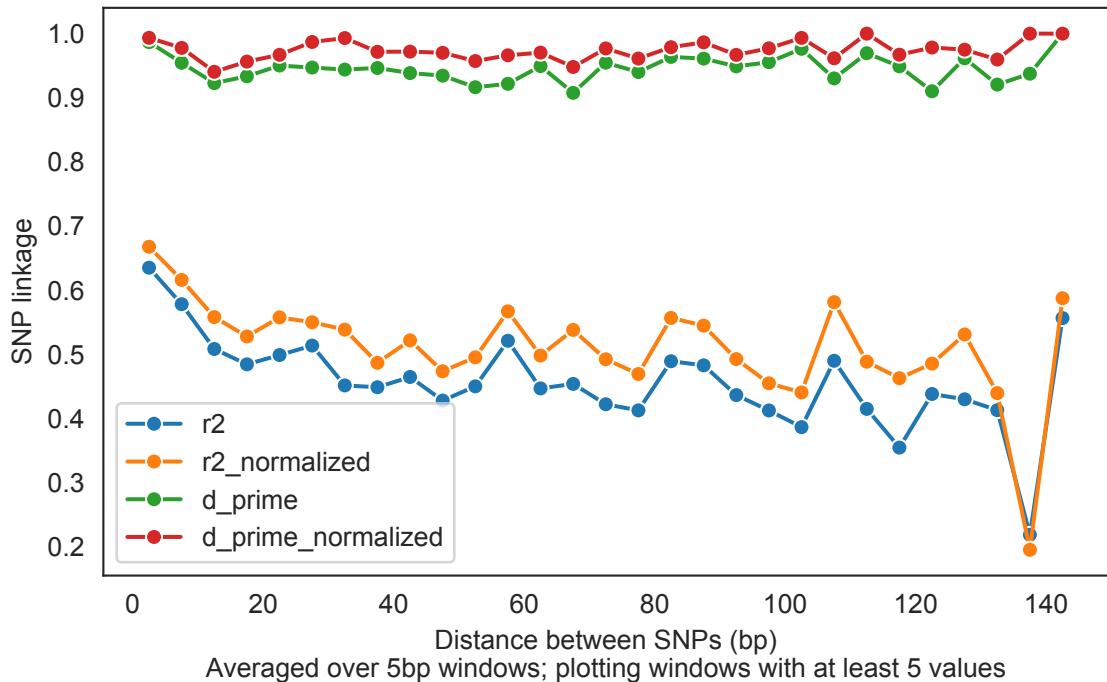 1.0
0.9
0.8
0.7
0.6
0.5
0.4
0.3
0.2
SNP linkage
r2
r2_normalized
d_prime
d_prime_normalized
0 20 40 60 80 100 120 140
Distance between SNPs (bp)
Averaged over 5bp windows; plotting windows with at least 5 values